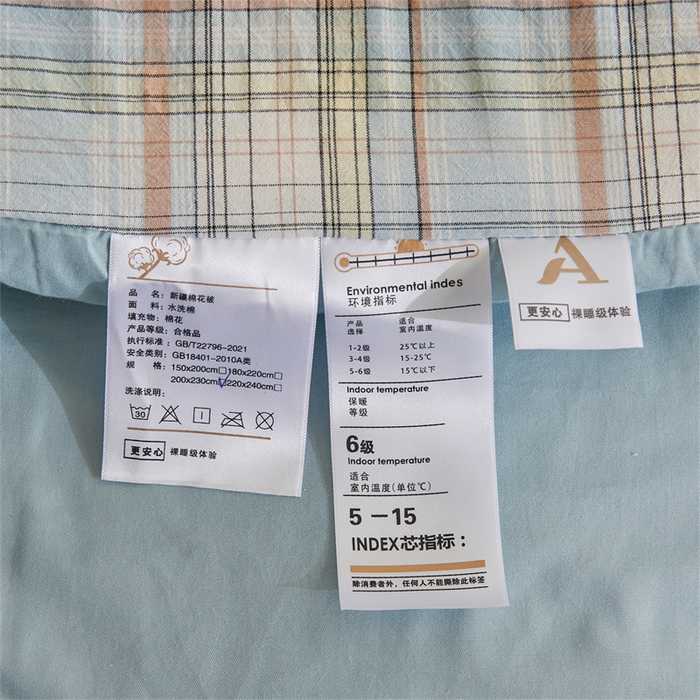 品 名：新疆棉花被
面 料：水洗棉
填充物：棉花
产品等级：合格品
执行标准：GB/T22796-2021
安全类别：GB18401-2010A类
规 格：150x200cm□180x220cm□
200x230cm☑220x240cm□
洗涤说明：
30
更安心 裸睡级体验
Environmental indes
环境指标
产品 适合
选择 室内温度
1-2级 25℃以上
3-4级 15-25℃
5-6级 15℃以下
Indoor temperature
保暖
等级
6级
Indoor temperature
适合
室内温度(单位℃)
5－15
INDEX芯指标：
除消费者外，任何人不能撕除此标签
A
更安心 裸睡级体验